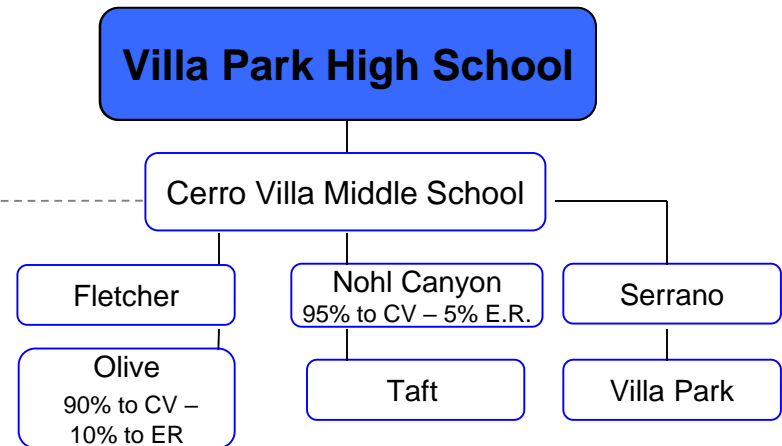 Villa Park High School
Cerro Villa Middle School
Fletcher
Nohl Canyon
95% to CV – 5% E.R.
Serrano
Olive
90% to CV –
10% to ER
Taft
Villa Park